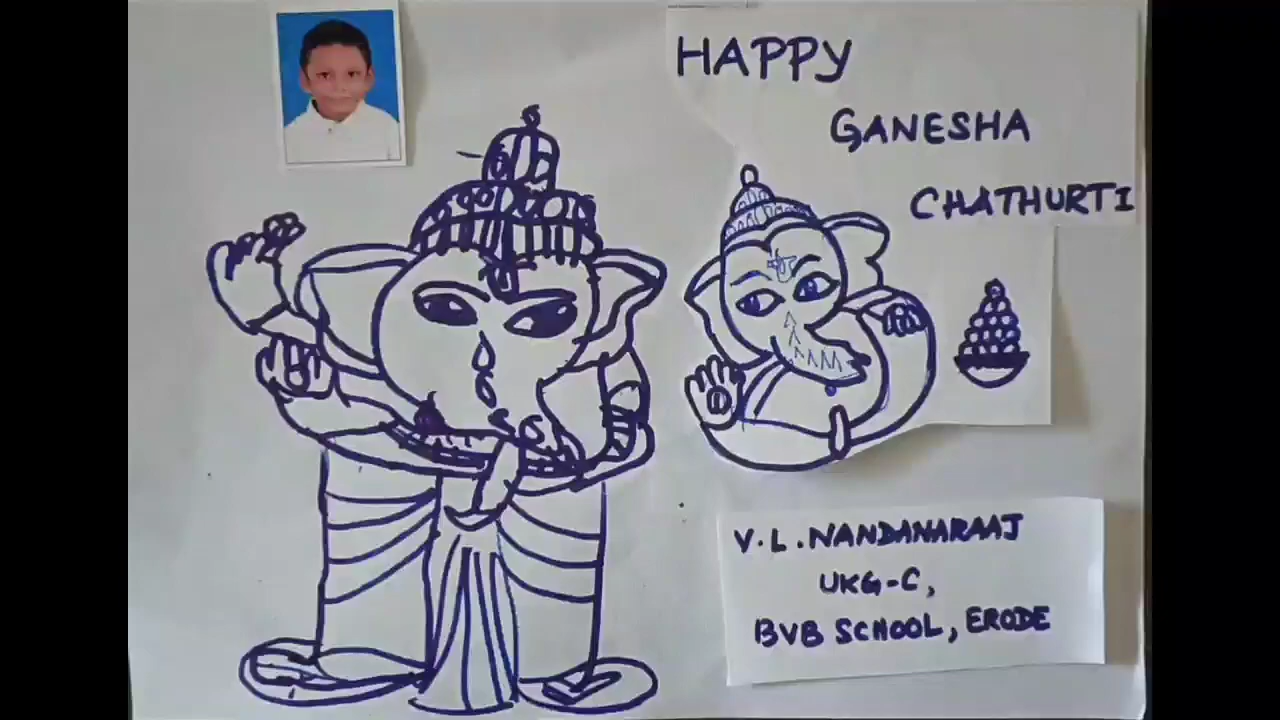 HAPPY
GANESHA
CHATHURTI
V.L.NANDANARAAJ
UKG-C,
BVB SCHOOL, ERODE